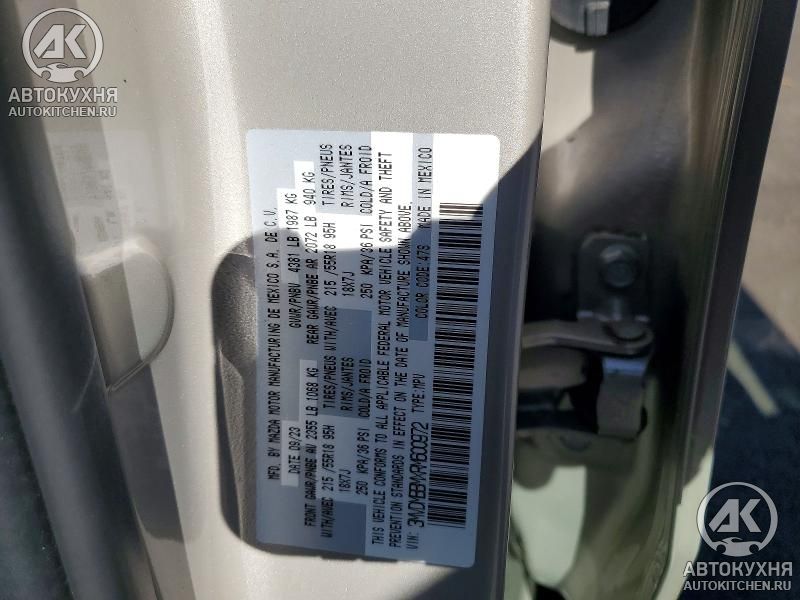 AK
АВТОКУХНЯ
AUTOKITCHEN.RU
MFD. BY MAZDA MOTOR MANUFACTURING DE MEXICO S.A. DE C.V.
DATE 09/23 GVWR/PNBV 4381 LB 1987 KG
FRONT GAWR/PNBE AV 2355 LB 1068 KG REAR GAWR/PNBE AR 2072 LB 940 KG
WITH/AVEC 215 /55R18 95H TIRES/PNEUS WITH/AVEC 215 /55R18 95H TIRES/PNEUS
18X7J RIMS/JANTES 18X7J RIMS/JANTES
250 KPA/36 PSI COLD/A FROID 250 KPA/36 PSI COLD/A FROID
THIS VEHICLE CONFORMS TO ALL APPLICABLE FEDERAL MOTOR VEHICLE SAFETY AND THEFT
PREVENTION STANDARDS IN EFFECT ON THE DATE OF MANUFACTURE SHOWN ABOVE.
VIN: TYPE:MPV COLOR CODE:47S MADE IN MEXICO
AK
АВТОКУХНЯ
AUTOKITCHEN.RU